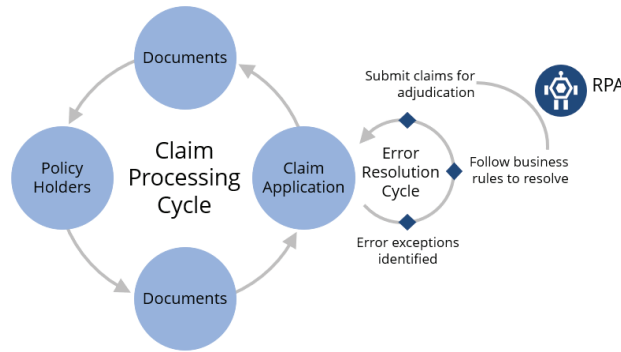 Documents
Submit claims for
adjudication
RPA
Policy
Holders
Claim
Processing
Cycle
Claim
Application
Error
Resolution
Cycle
Follow business
rules to resolve
Error exceptions
identified
Documents